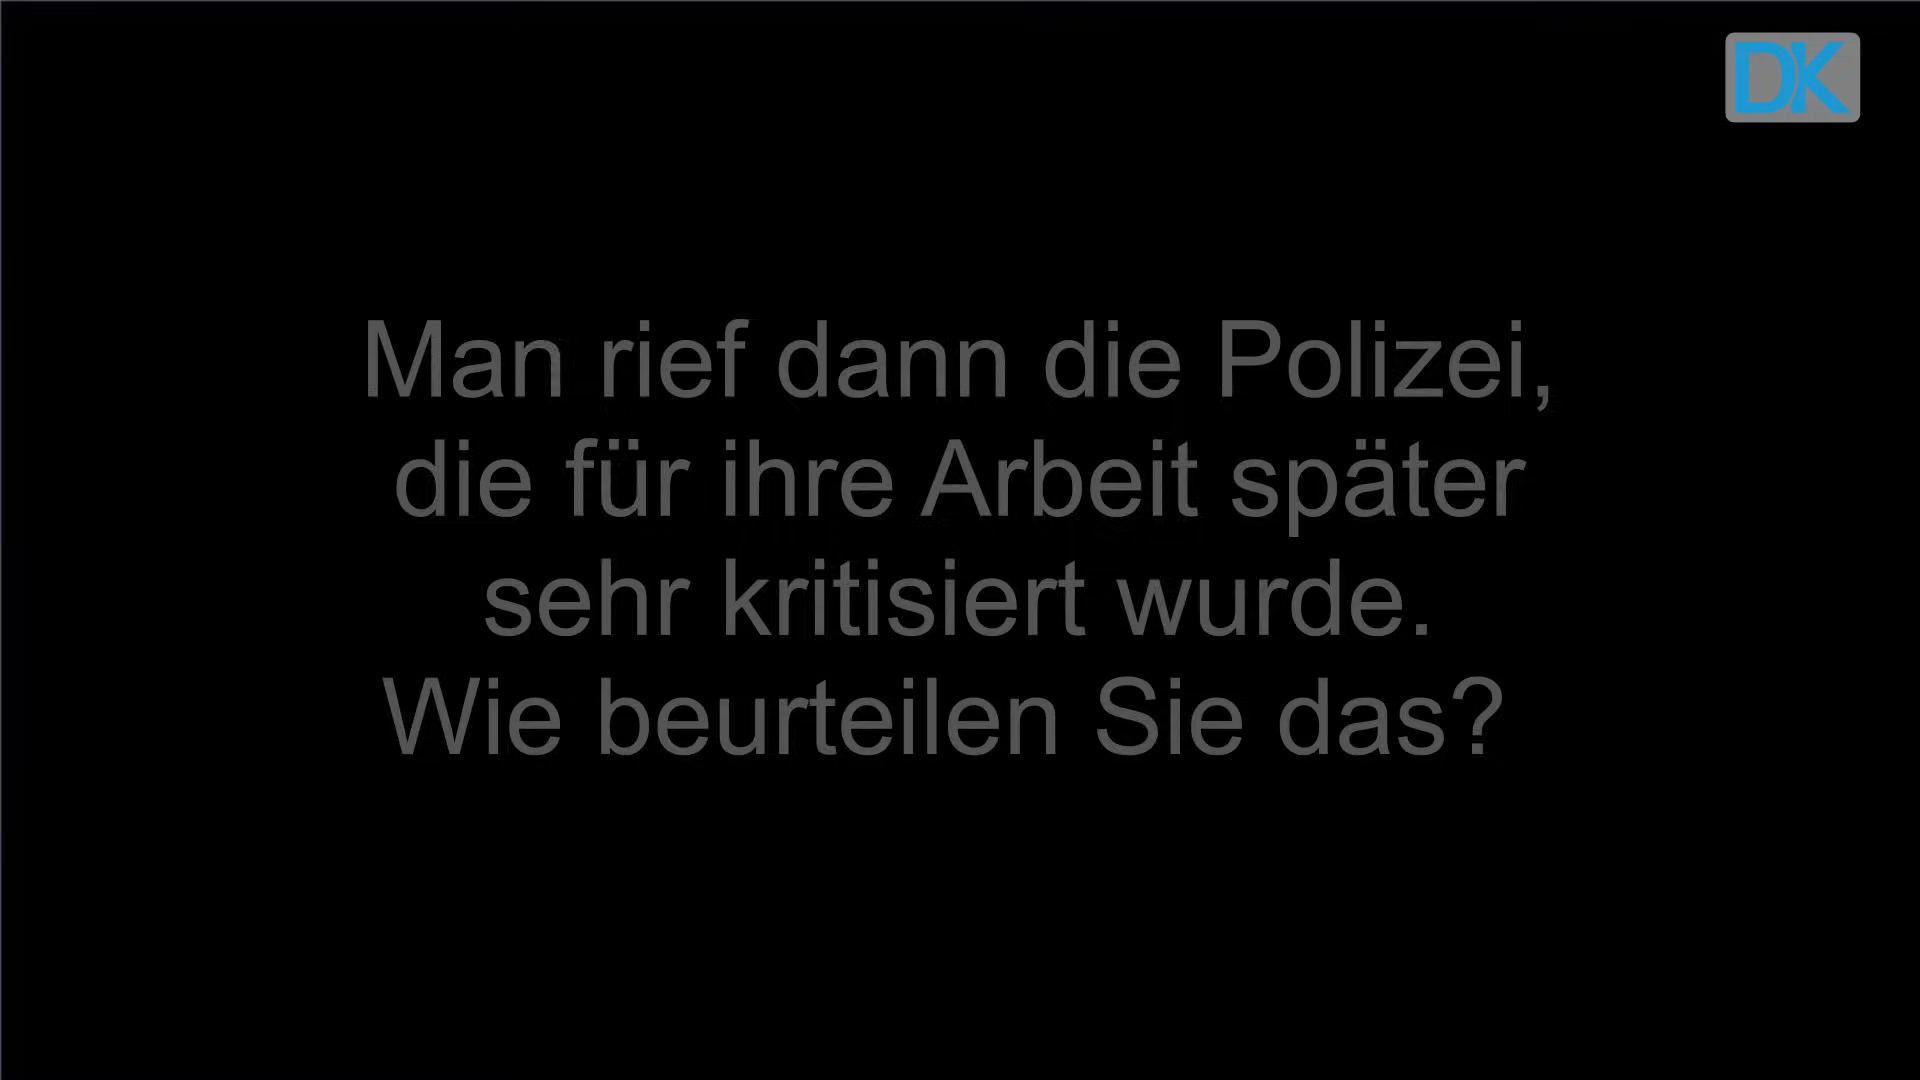 DK
Man rief dann die Polizei,
die für ihre Arbeit später
sehr kritisiert wurde.
Wie beurteilen Sie das?